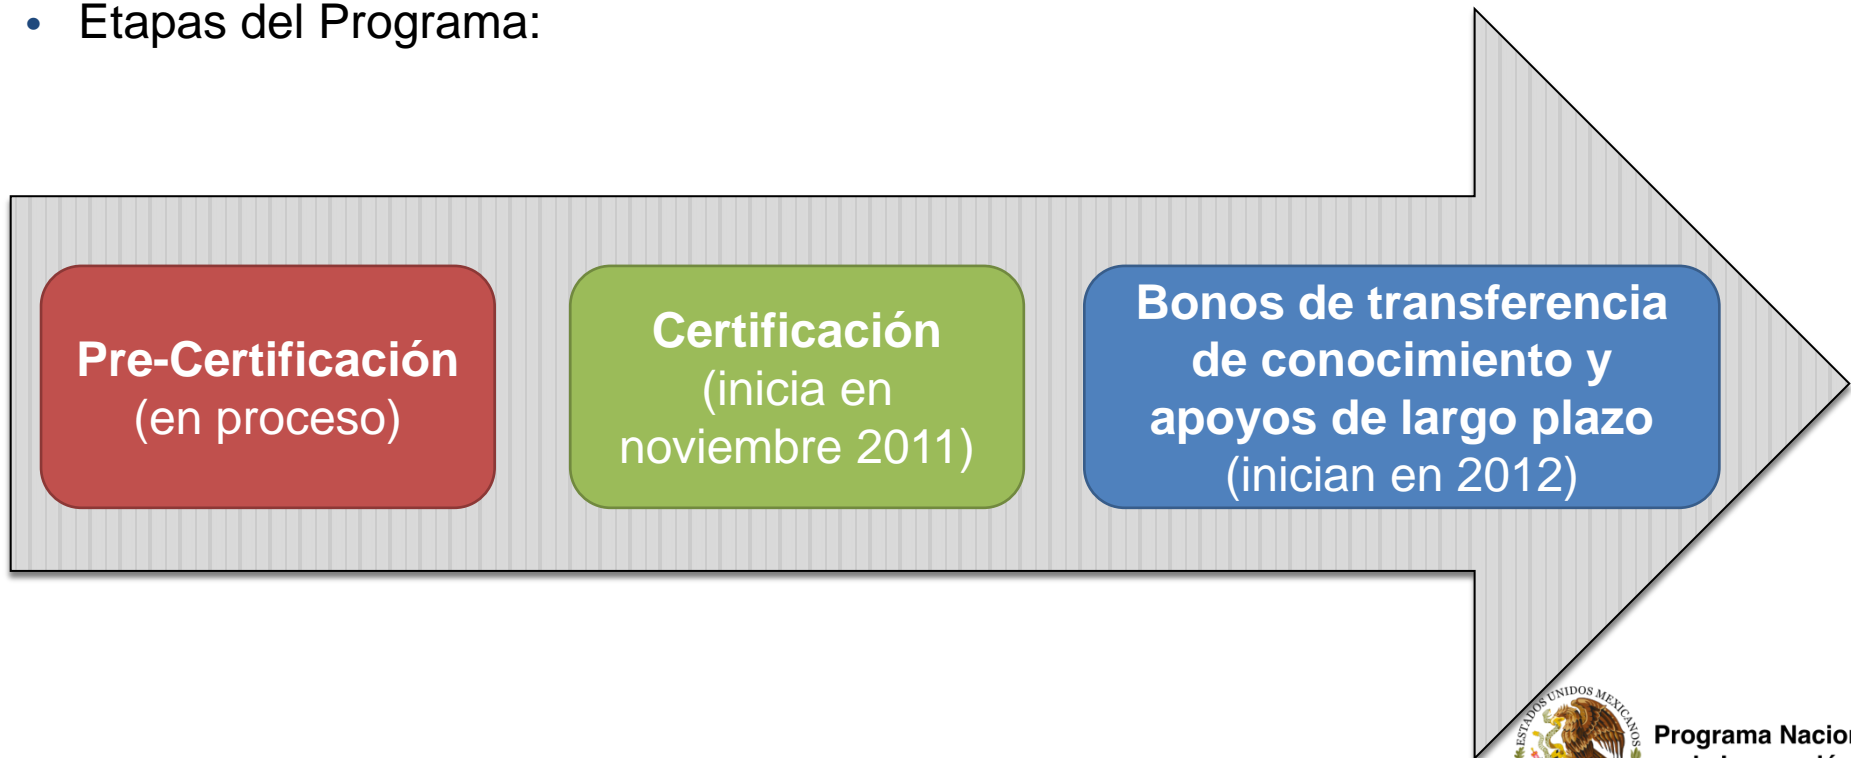 • Etapas del Programa:
Pre-Certificación
(en proceso)
Certificación
(inicia en
noviembre 2011)
Bonos de transferencia
de conocimiento y
apoyos de largo plazo
(inician en 2012)
ESTADOS UNIDOS MEXICANOS
Programa